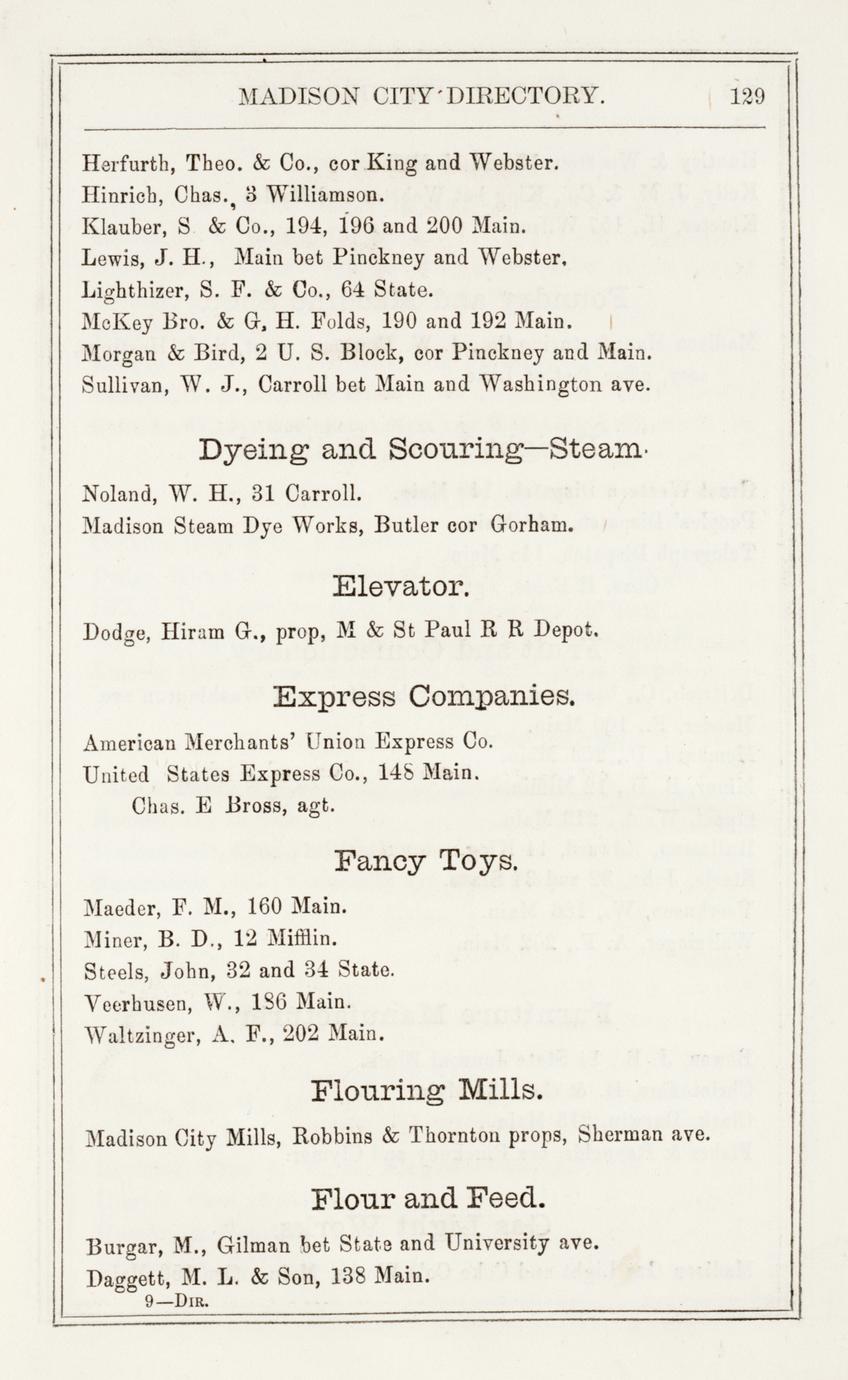 MADISON CITY DIRECTORY. 129
Herfurth, Theo. & Co., cor King and Webster.
Hinrich, Chas., 3 Williamson.
Klauber, S & Co., 194, 196 and 200 Main.
Lewis, J. H., Main bet Pinckney and Webster.
Lighthizer, S. F. & Co., 64 State.
McKey Bro. & G. H. Folds, 190 and 192 Main.
Morgan & Bird, 2 U. S. Block, cor Pinckney and Main.
Sullivan, W. J., Carroll bet Main and Washington ave.
Dyeing and Scouring—Steam.
Noland, W. H., 31 Carroll.
Madison Steam Dye Works, Butler cor Gorham.
Elevator.
Dodge, Hiram G., prop, M & St Paul R R Depot.
Express Companies.
American Merchants' Union Express Co.
United States Express Co., 148 Main.
Chas. E Bross, agt.
Fancy Toys.
Maeder, F. M., 160 Main.
Miner, B. D., 12 Mifflin.
Steels, John, 32 and 34 State.
Veerhusen, W., 186 Main.
Waltzinger, A. F., 202 Main.
Flouring Mills.
Madison City Mills, Robbins & Thornton props, Sherman ave.
Flour and Feed.
Burgar, M., Gilman bet State and University ave.
Daggett, M. L. & Son, 138 Main.
9—DIR.